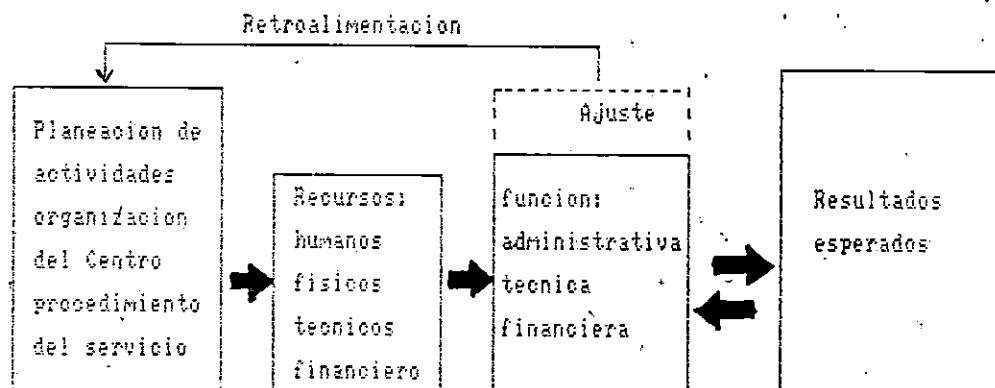 Retroalimentacion
Planeacion de
actividades
organizacion
del Centro
procedimiento
del servicio
Recursos:
humanos
fisicos
tecnicos
financiero
Ajuste
funcion:
administrativa
tecnica
financiera
Resultados
esperados